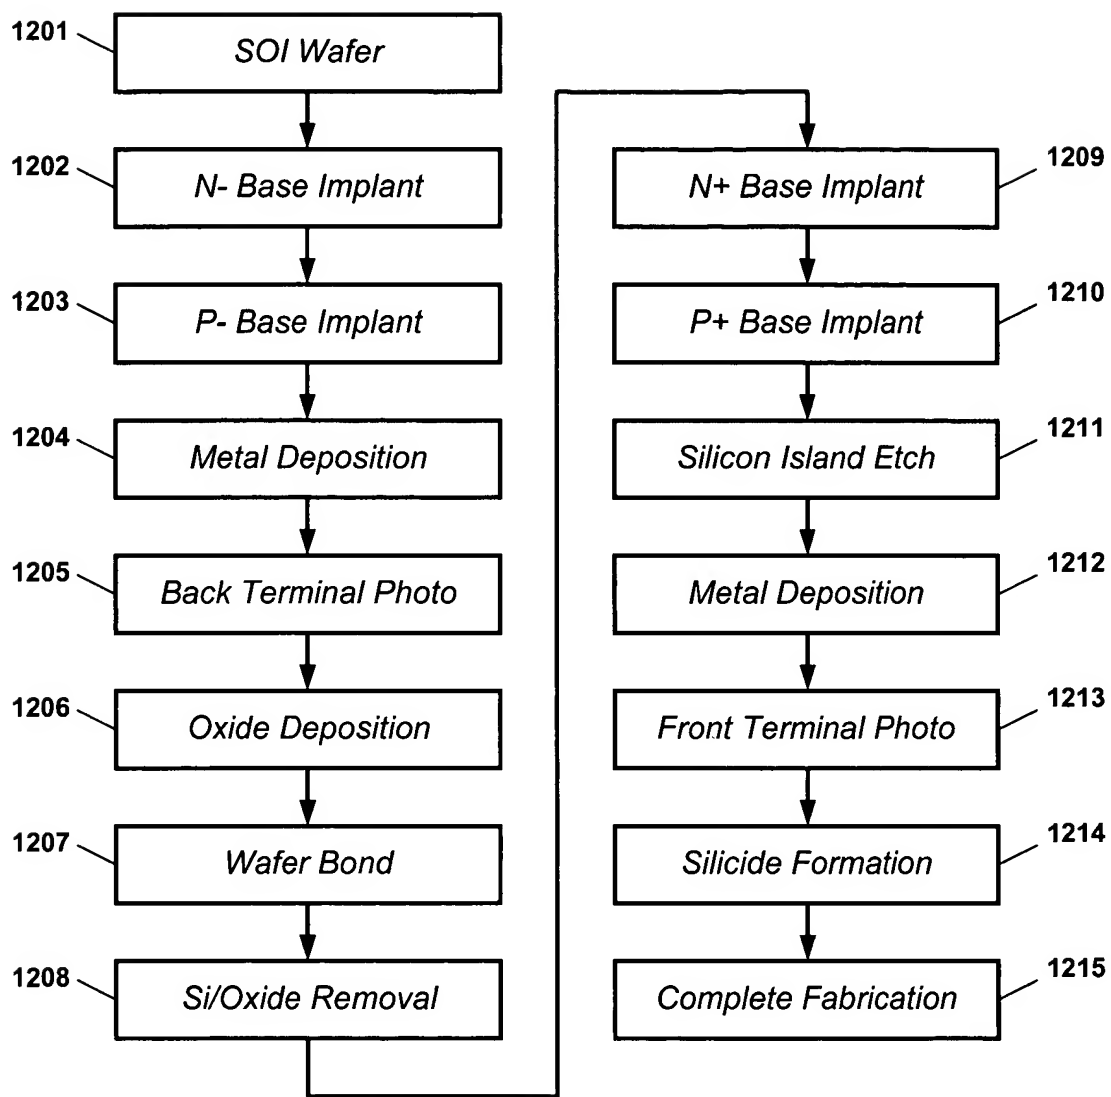 1201
SOI Wafer
1202
N- Base Implant
1203
P- Base Implant
1204
Metal Deposition
1205
Back Terminal Photo
1206
Oxide Deposition
1207
Wafer Bond
1208
Si/Oxide Removal
N+ Base Implant
1209
P+ Base Implant
1210
Silicon Island Etch
1211
Metal Deposition
1212
Front Terminal Photo
1213
Silicide Formation
1214
Complete Fabrication
1215